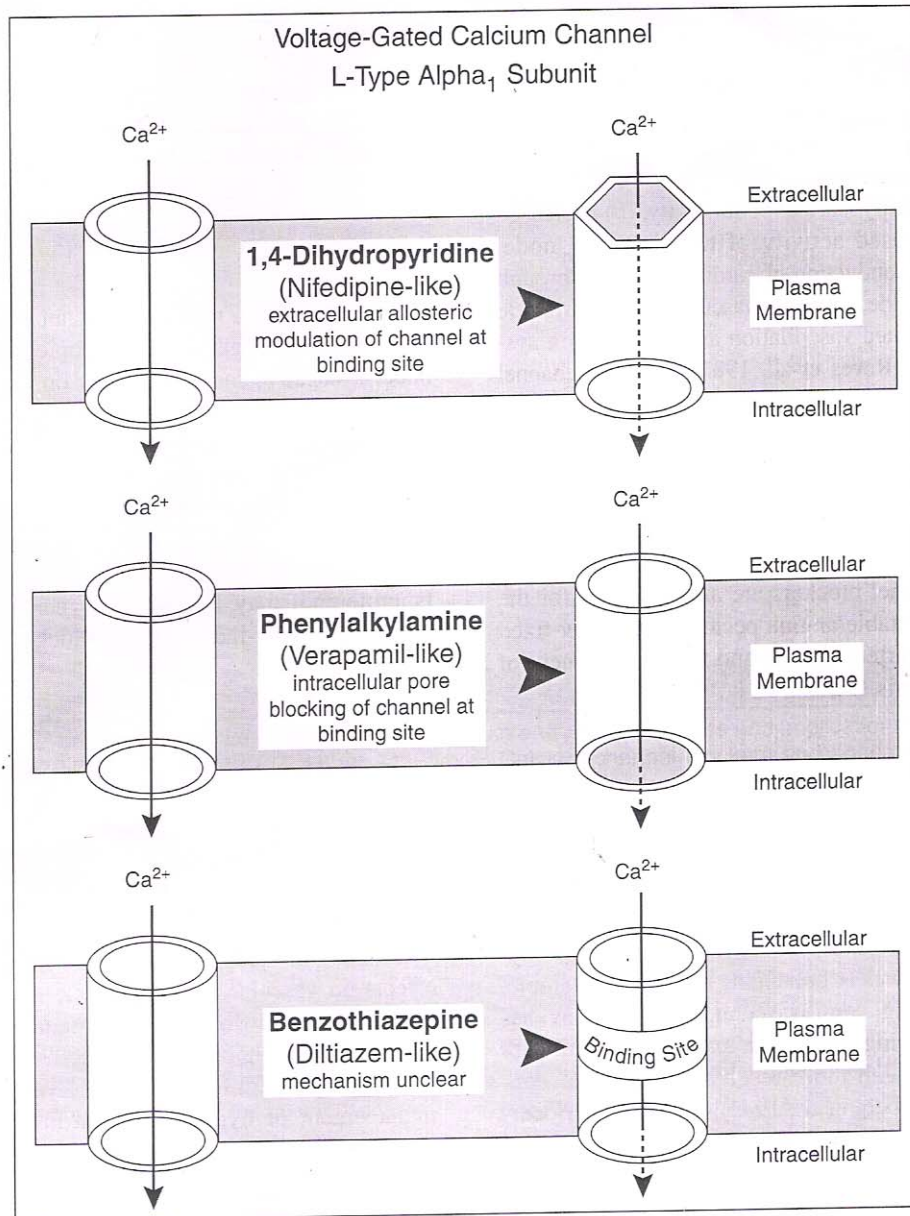 Voltage-Gated Calcium Channel
L-Type Alpha₁ Subunit
Ca²⁺
Ca²⁺
Extracellular
1,4-Dihydropyridine
(Nifedipine-like)
extracellular allosteric
modulation of channel at
binding site
Plasma
Membrane
Intracellular
Ca²⁺
Ca²⁺
Extracellular
Phenylalkylamine
(Verapamil-like)
intracellular pore
blocking of channel at
binding site
Plasma
Membrane
Intracellular
Ca²⁺
Ca²⁺
Extracellular
Benzothiazepine
(Diltiazem-like)
mechanism unclear
Binding Site
Plasma
Membrane
Intracellular